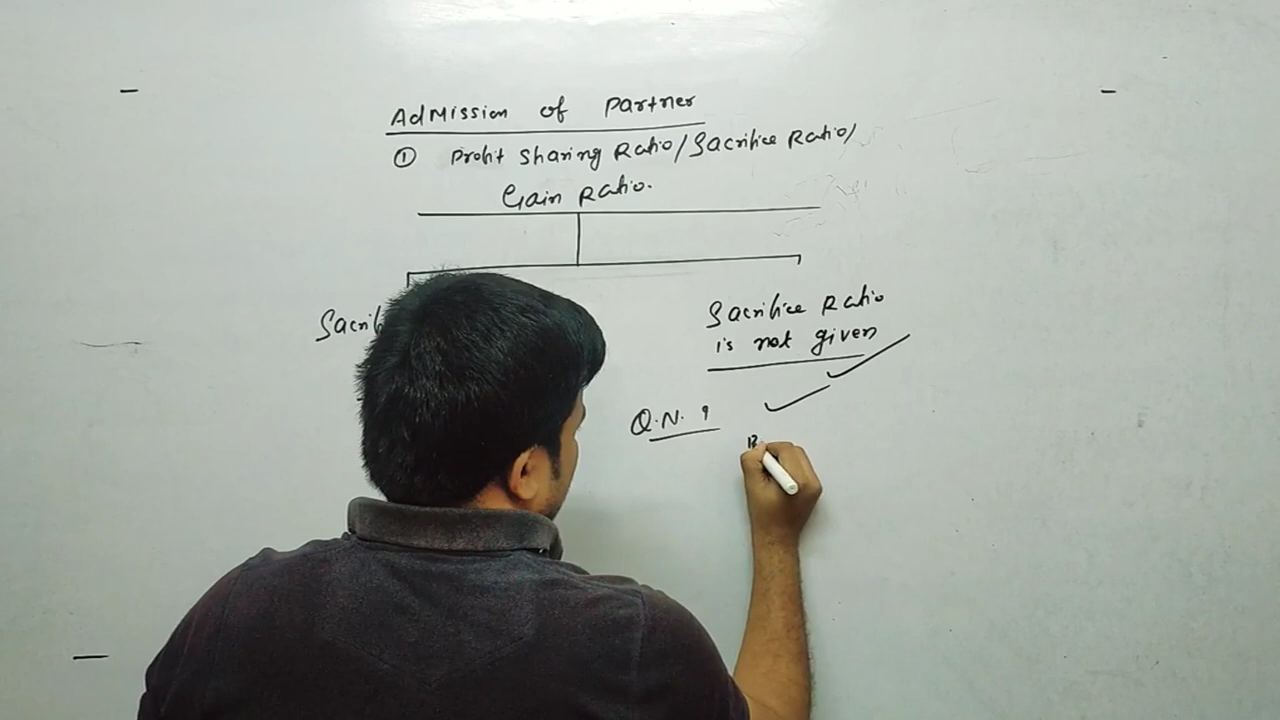 Admission of Partner
① Profit Sharing Ratio/Sacrifice Ratio/
Gain Ratio.
Sacrifice Ratio
is not given
Q.N. 9